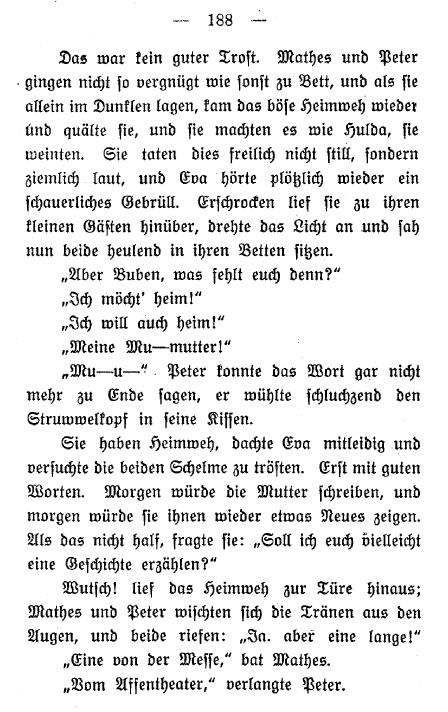 — 188 —
Das war kein guter Trost. Mathes und Peter
gingen nicht so vergnügt wie sonst zu Bett, und als sie
allein im Dunklen lagen, kam das böse Heimweh wieder
und quälte sie, und sie machten es wie Hulda, sie
weinten. Sie taten dies freilich nicht still, sondern
ziemlich laut, und Eva hörte plötzlich wieder ein
schauerliches Gebrüll. Erschrocken lief sie zu ihren
kleinen Gästen hinüber, drehte das Licht an und sah
nun beide heulend in ihren Betten sitzen.
„Aber Buben, was fehlt euch denn?“
„Ich möcht' heim!“
„Ich will auch heim!“
„Meine Mu—mutter!“
„Mu—u—“ Peter konnte das Wort gar nicht
mehr zu Ende sagen, er wühlte schluchzend den
Struwwelkopf in seine Kissen.
Sie haben Heimweh, dachte Eva mitleidig und
versuchte die beiden Schelme zu trösten. Erst mit guten
Worten. Morgen würde die Mutter schreiben, und
morgen würde sie ihnen wieder etwas Neues zeigen.
Als das nicht half, fragte sie: „Soll ich euch vielleicht
eine Geschichte erzählen?“
Wutsch! lief das Heimweh zur Türe hinaus;
Mathes und Peter wischten sich die Tränen aus den
Augen, und beide riefen: „Ja. aber eine lange!“
„Eine von der Messe,“ bat Mathes.
„Vom Affentheater,“ verlangte Peter.